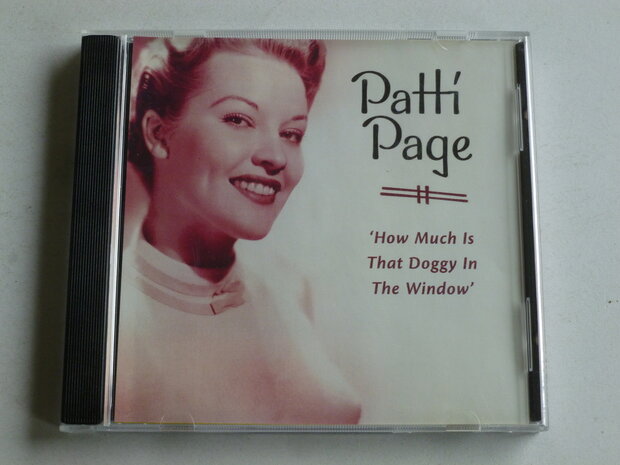 Patti
Page
‘How Much Is
That Doggy In
The Window’